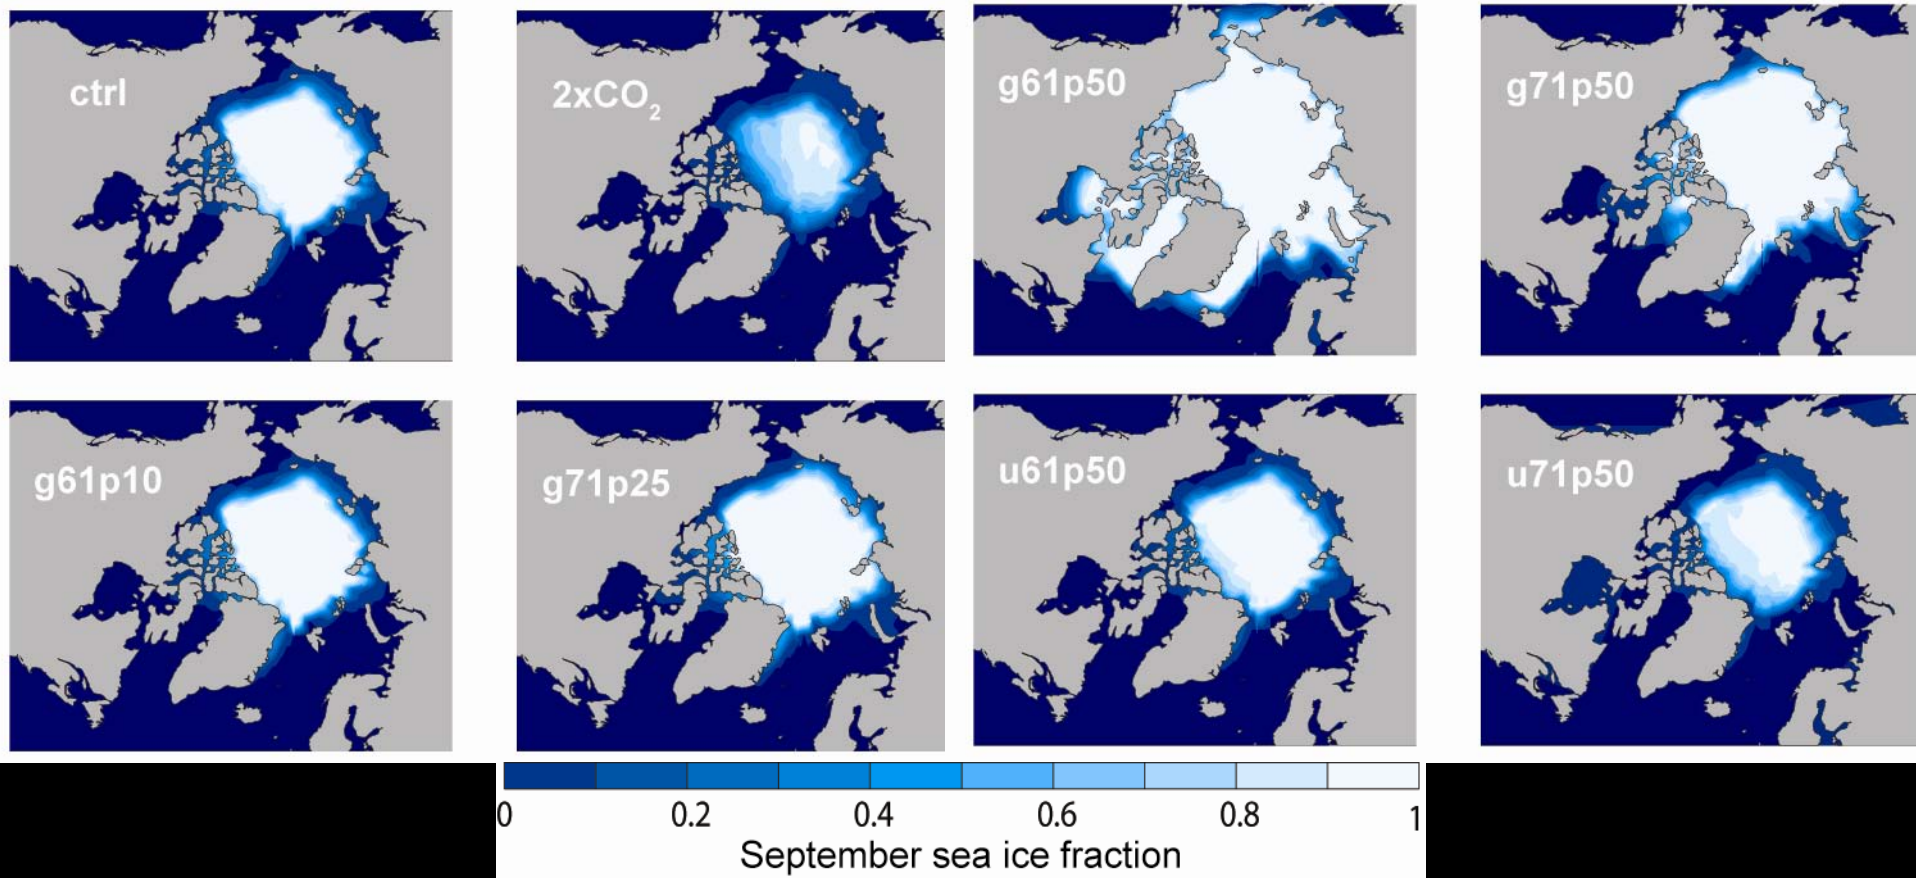 ctrl
2xCO₂
g61p50
g71p50
g61p10
g71p25
u61p50
u71p50
0 0.2 0.4 0.6 0.8 1
September sea ice fraction